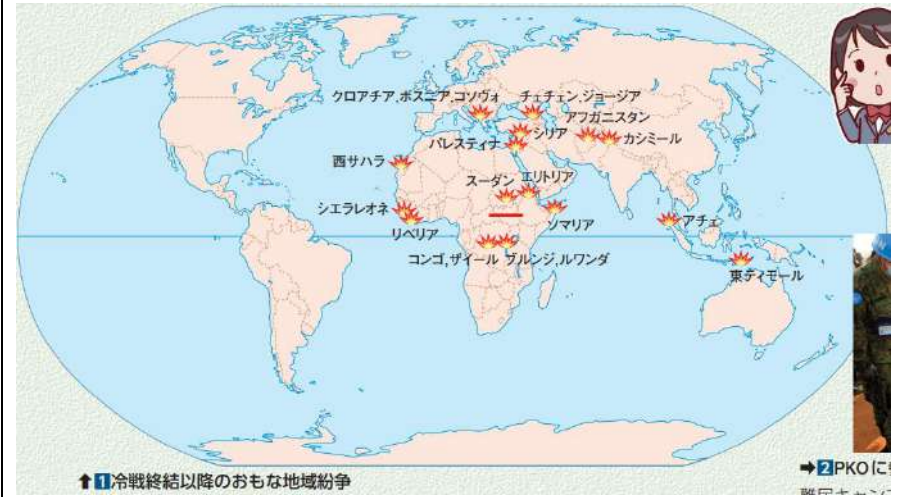 クロアチア,ボスニア,コソヴォ
チェチェン,ジョージア
アフガニスタン
シリア
カシミール
パレスティナ
西サハラ
スーダン
エリトリア
シエラレオネ
ソマリア
アチェ
リベリア
コンゴ,ザイール
ブルンジ,ルワンダ
東ティモール
⬆1冷戦終結以降のおもな地域紛争
➡2PKOに
難民キャンプ